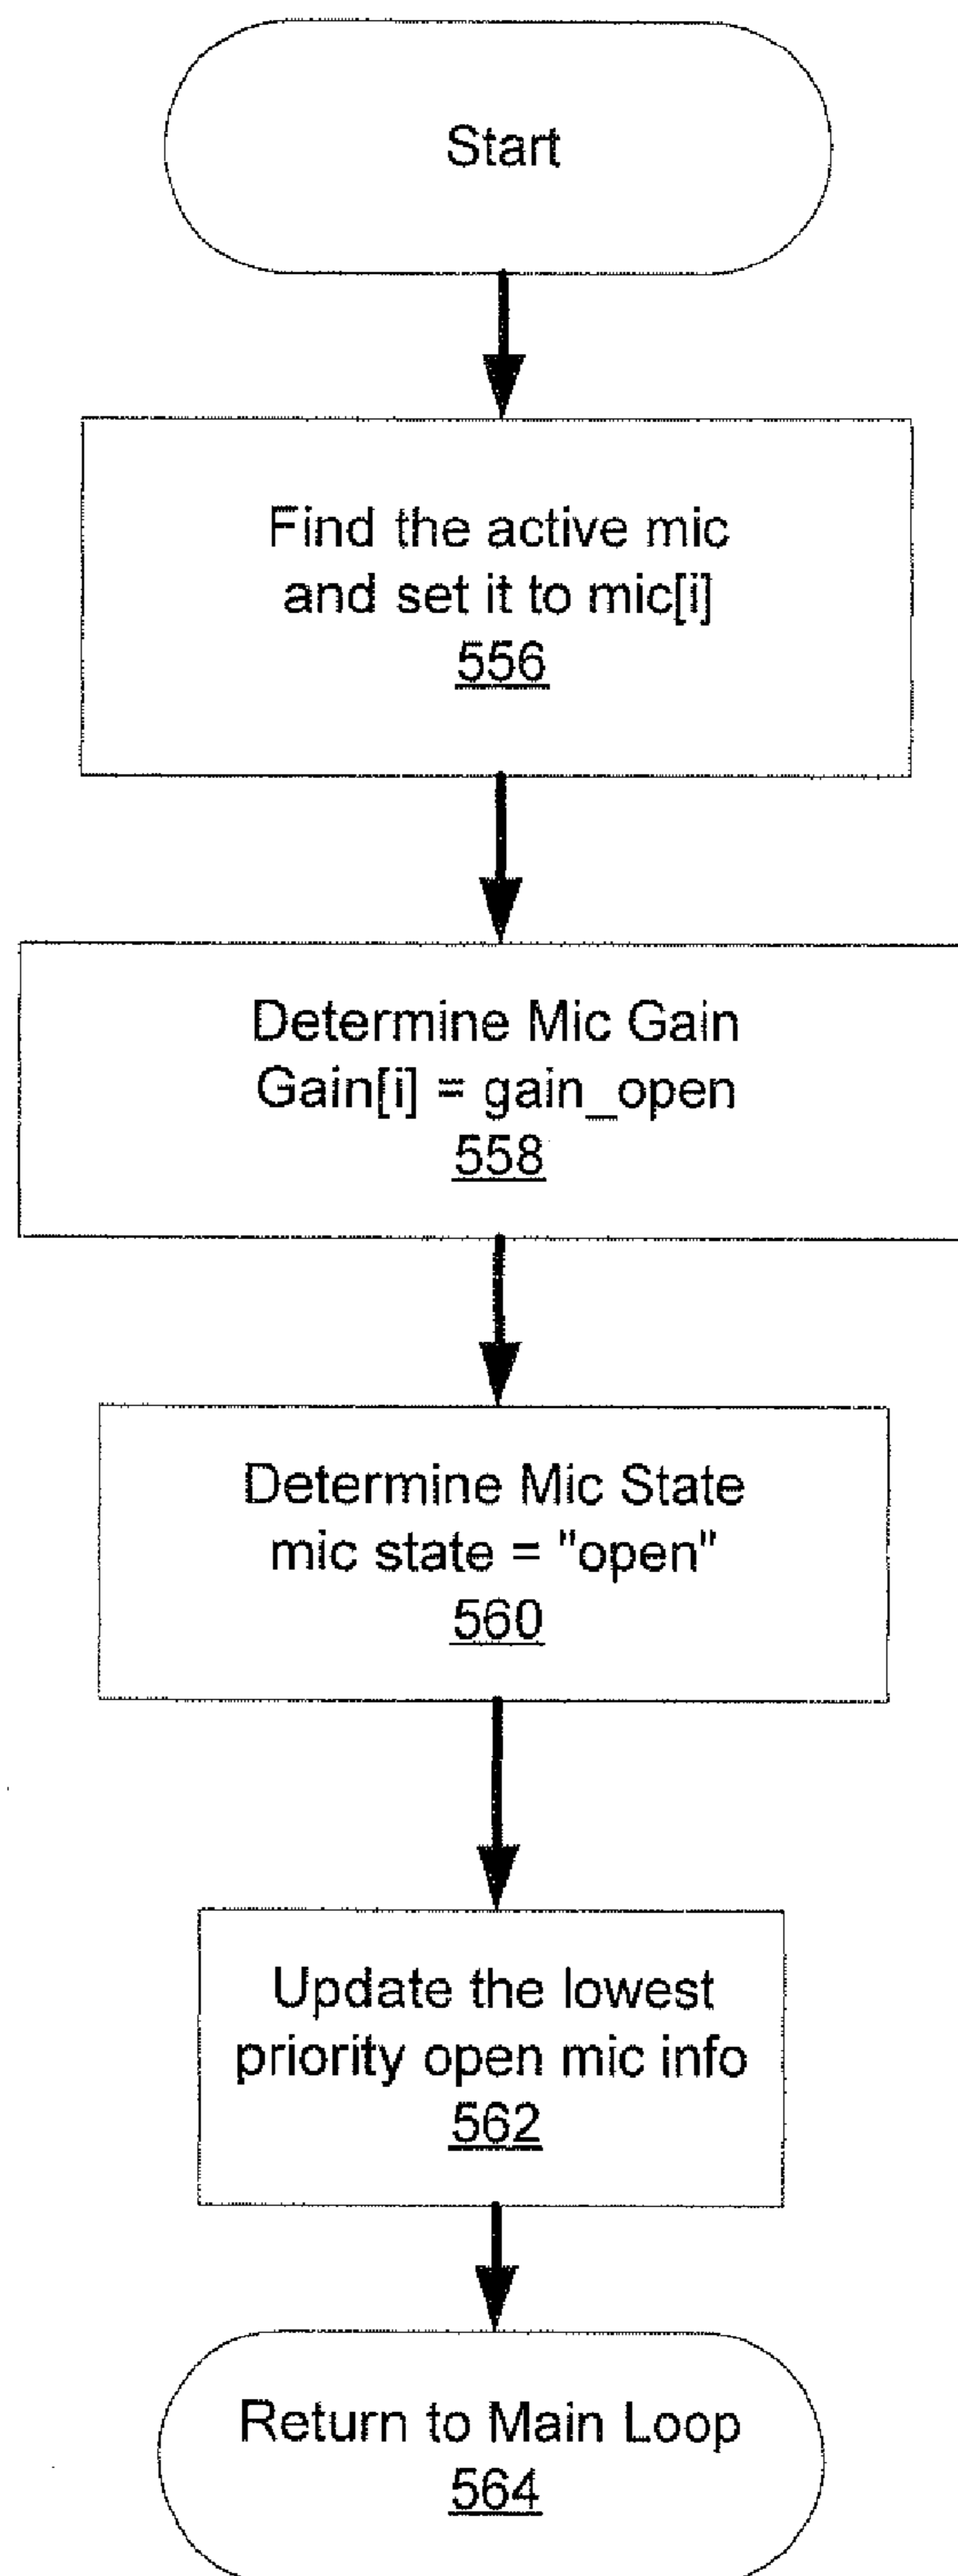 Start
Find the active mic
and set it to mic[i]
556
Determine Mic Gain
Gain[i] = gain_open
558
Determine Mic State
mic state = "open"
560
Update the lowest
priority open mic info
562
Return to Main Loop
564